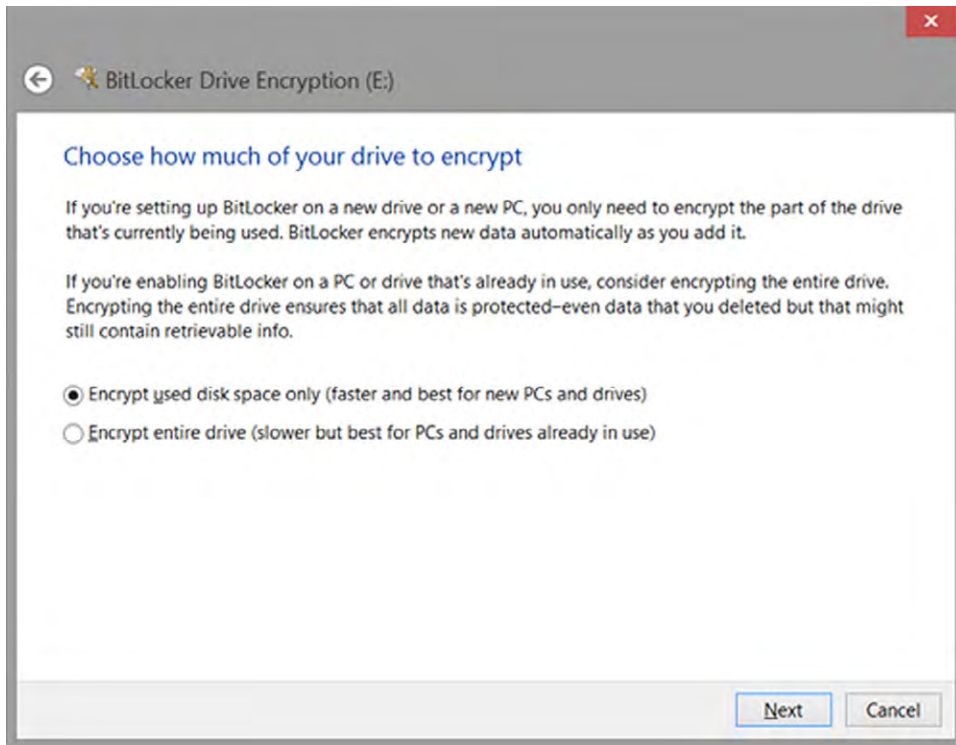 BitLocker Drive Encryption (E:)
Choose how much of your drive to encrypt
If you're setting up BitLocker on a new drive or a new PC, you only need to encrypt the part of the drive
that's currently being used. BitLocker encrypts new data automatically as you add it.
If you're enabling BitLocker on a PC or drive that's already in use, consider encrypting the entire drive.
Encrypting the entire drive ensures that all data is protected–even data that you deleted but that might
still contain retrievable info.
Encrypt used disk space only (faster and best for new PCs and drives)
Encrypt entire drive (slower but best for PCs and drives already in use)
Next Cancel